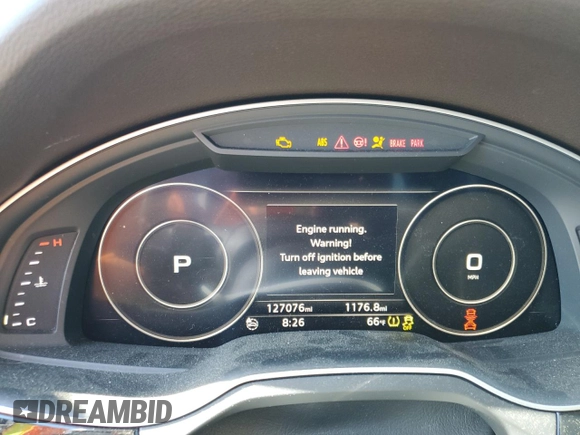 ABS BRAKE PARK
H
P
Engine running.
Warning!
Turn off ignition before
leaving vehicle
0
MPH
C
127076mi 1176.8mi
8:26 66°F
OFF
DREAMBID